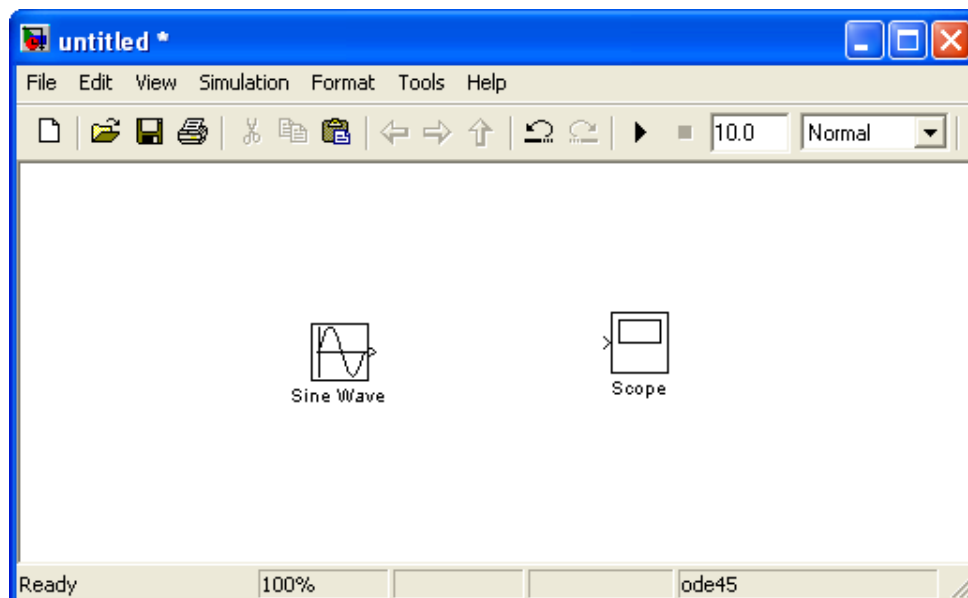 untitled *
File Edit View Simulation Format Tools Help
10.0 Normal
Sine Wave
Scope
Ready 100% ode45